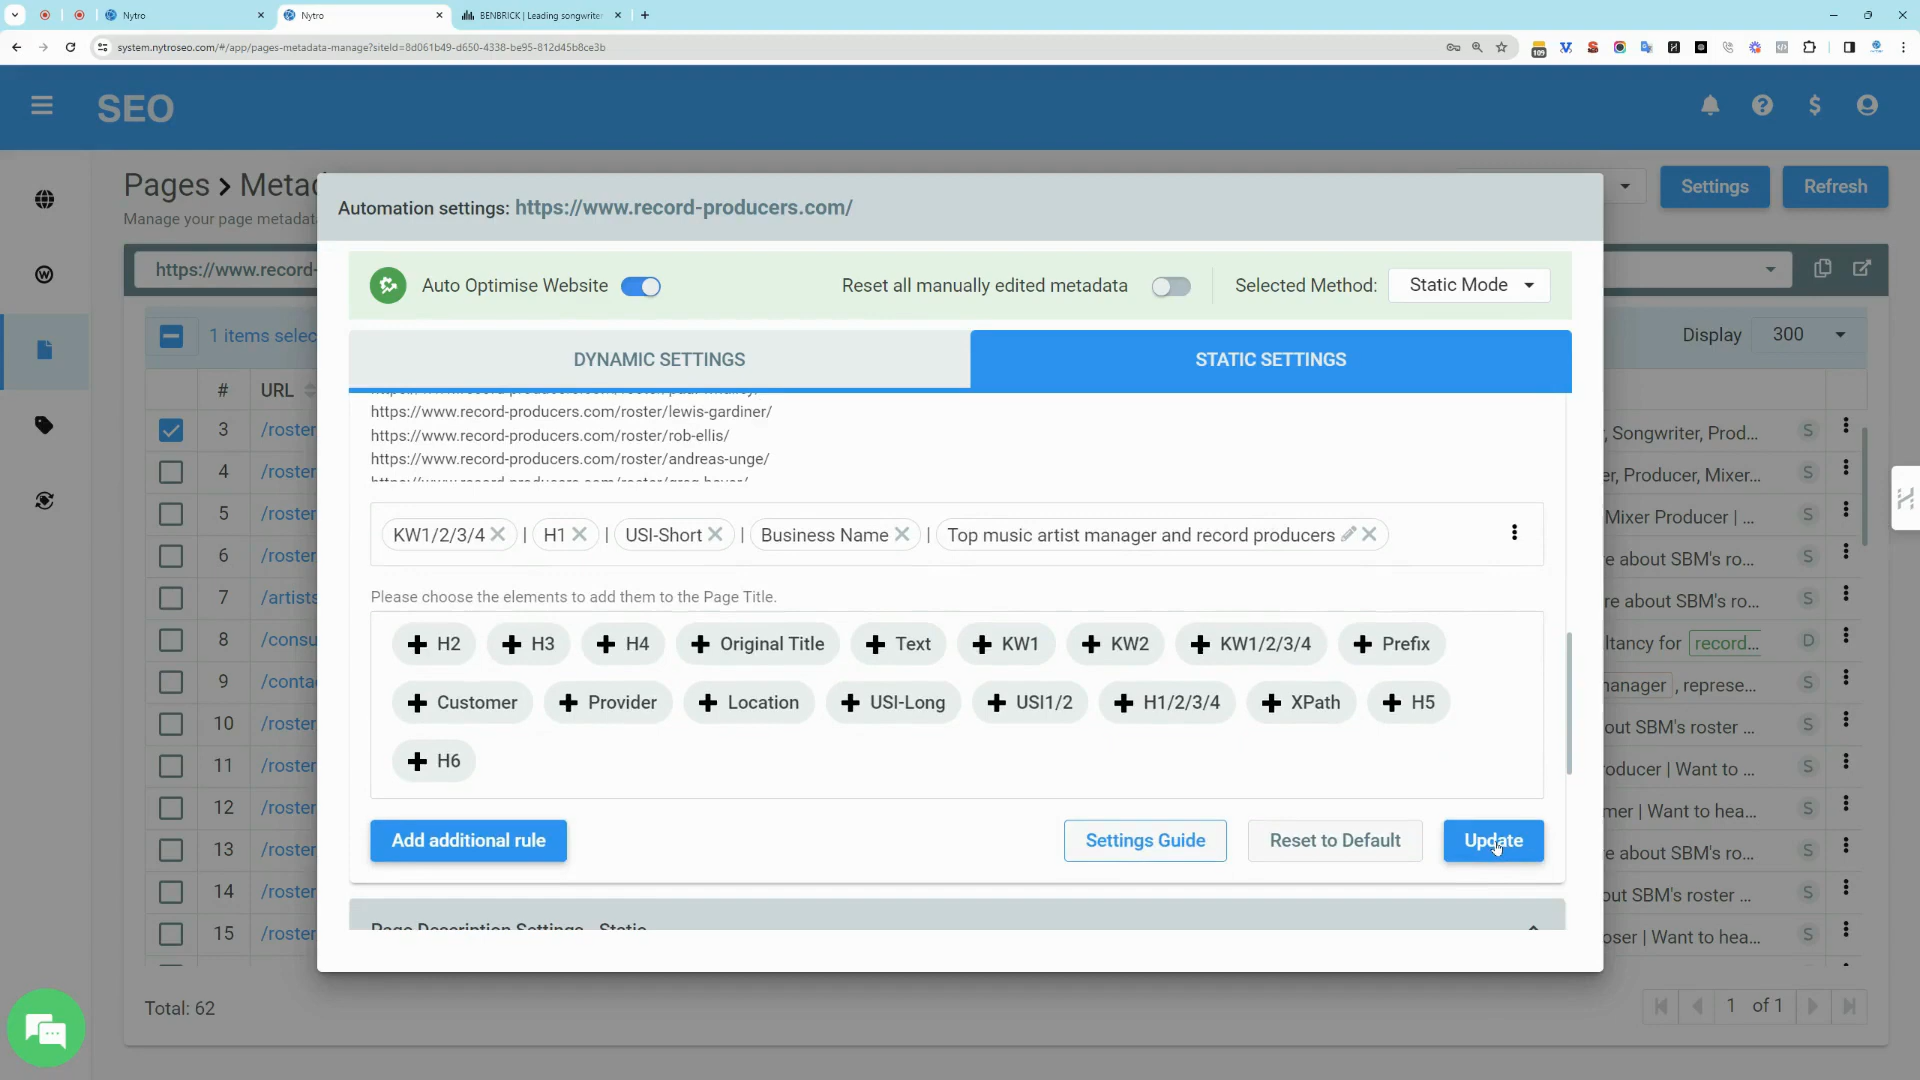 Nytro
Nytro
BENBRICK | Leading songwriter
system.nytroseo.com/#/app/pages-metadata-manage?siteId=8d061b49-d650-4338-be95-812d45b8ce3b
109
SEO
Pages > Metad
Settings
Refresh
Manage your page metadat
Automation settings: https://www.record-producers.com/
https://www.record-
Auto Optimise Website
Reset all manually edited metadata
Selected Method:
Static Mode
1 items selec
Display
300
DYNAMIC SETTINGS
STATIC SETTINGS
# URL
https://www.record-producers.com/roster/lewis-gardiner/
https://www.record-producers.com/roster/rob-ellis/
https://www.record-producers.com/roster/andreas-unge/
KW1/2/3/4 | H1 | USI-Short | Business Name | Top music artist manager and record producers
Please choose the elements to add them to the Page Title.
H2 H3 H4 Original Title Text KW1 KW2 KW1/2/3/4 Prefix
Customer Provider Location USI-Long USI1/2 H1/2/3/4 XPath H5
H6
Add additional rule
Settings Guide
Reset to Default
Update
Page Description Settings - Static
3 /roster , Songwriter, Prod... S
4 /roster er, Producer, Mixer... S
5 /roster Mixer Producer | ... S
6 /roster e about SBM's ro... S
7 /artists re about SBM's ro... S
8 /consu ltancy for record... D
9 /conta manager , represe... S
10 /roster out SBM's roster ... S
11 /roster oducer | Want to ... S
12 /roster mer | Want to hea... S
13 /roster re about SBM's ro... S
14 /roster out SBM's roster ... S
15 /roster oser | Want to hea... S
Total: 62
1 of 1